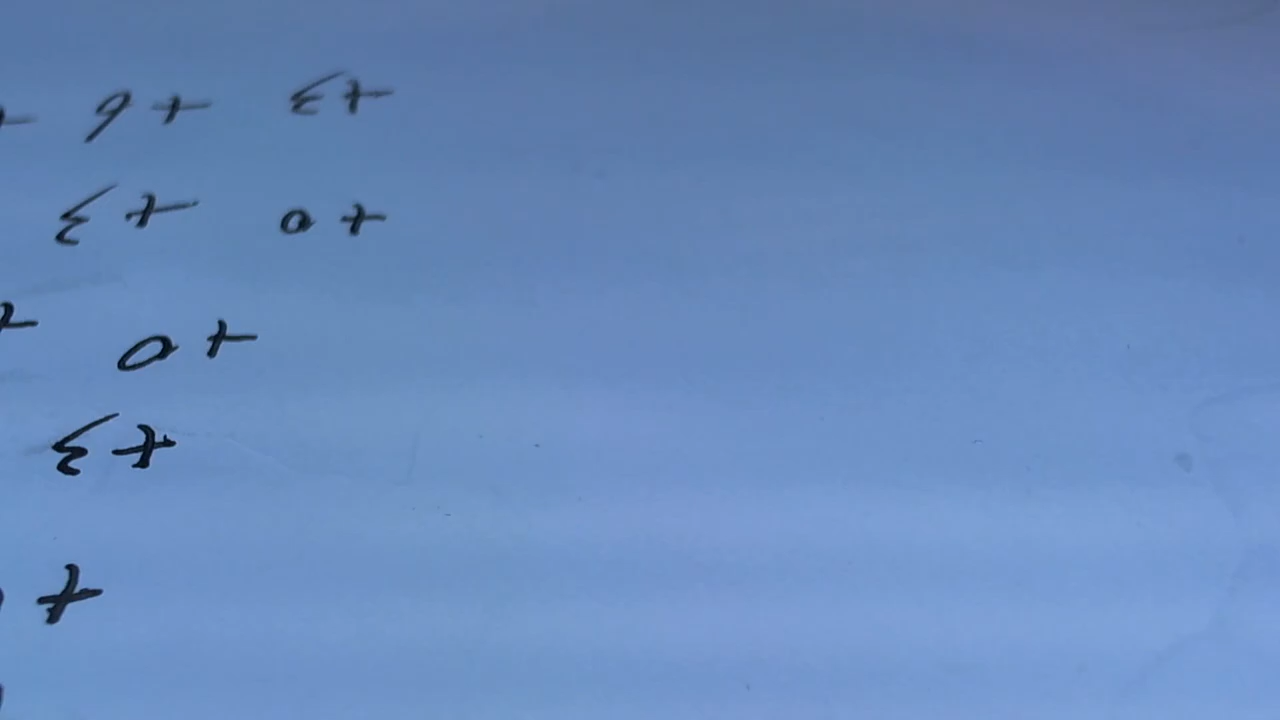 +
+3
+0 +
+0 +3
+3 +6 +